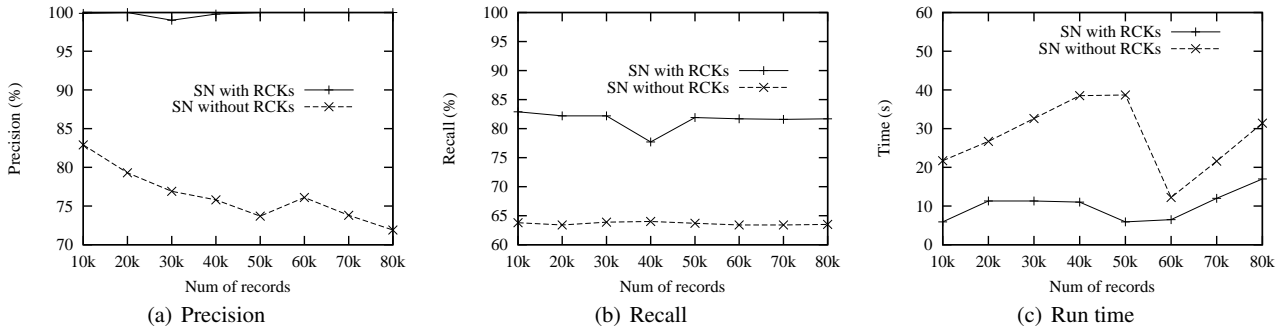 100
95
90
85
80
75
70
Precision (%)
SN with RCKs
SN without RCKs
10k 20k 30k 40k 50k 60k 70k 80k
Num of records
(a) Precision
100
95
90
85
80
75
70
65
60
Recall (%)
SN with RCKs
SN without RCKs
10k 20k 30k 40k 50k 60k 70k 80k
Num of records
(b) Recall
60
50
40
30
20
10
0
Time (s)
SN with RCKs
SN without RCKs
10k 20k 30k 40k 50k 60k 70k 80k
Num of records
(c) Run time